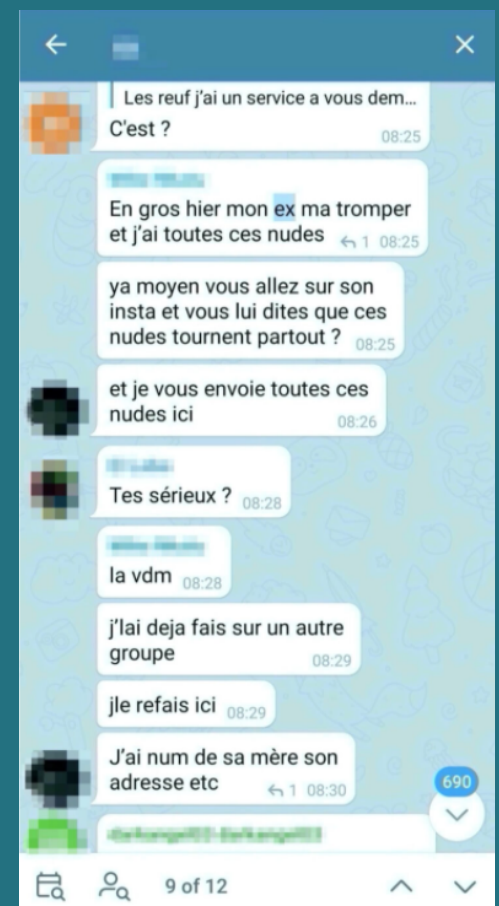 Les reuf j'ai un service a vous dem...
C'est ?
08:25
En gros hier mon ex ma tromper
et j'ai toutes ces nudes
1 08:25
ya moyen vous allez sur son
insta et vous lui dites que ces
nudes tournent partout ?
08:25
et je vous envoie toutes ces
nudes ici
08:26
Tes sérieux ?
08:28
la vdm
08:28
j'lai deja fais sur un autre
groupe
08:29
jle refais ici
08:29
J'ai num de sa mère son
adresse etc
1 08:30
690
9 of 12